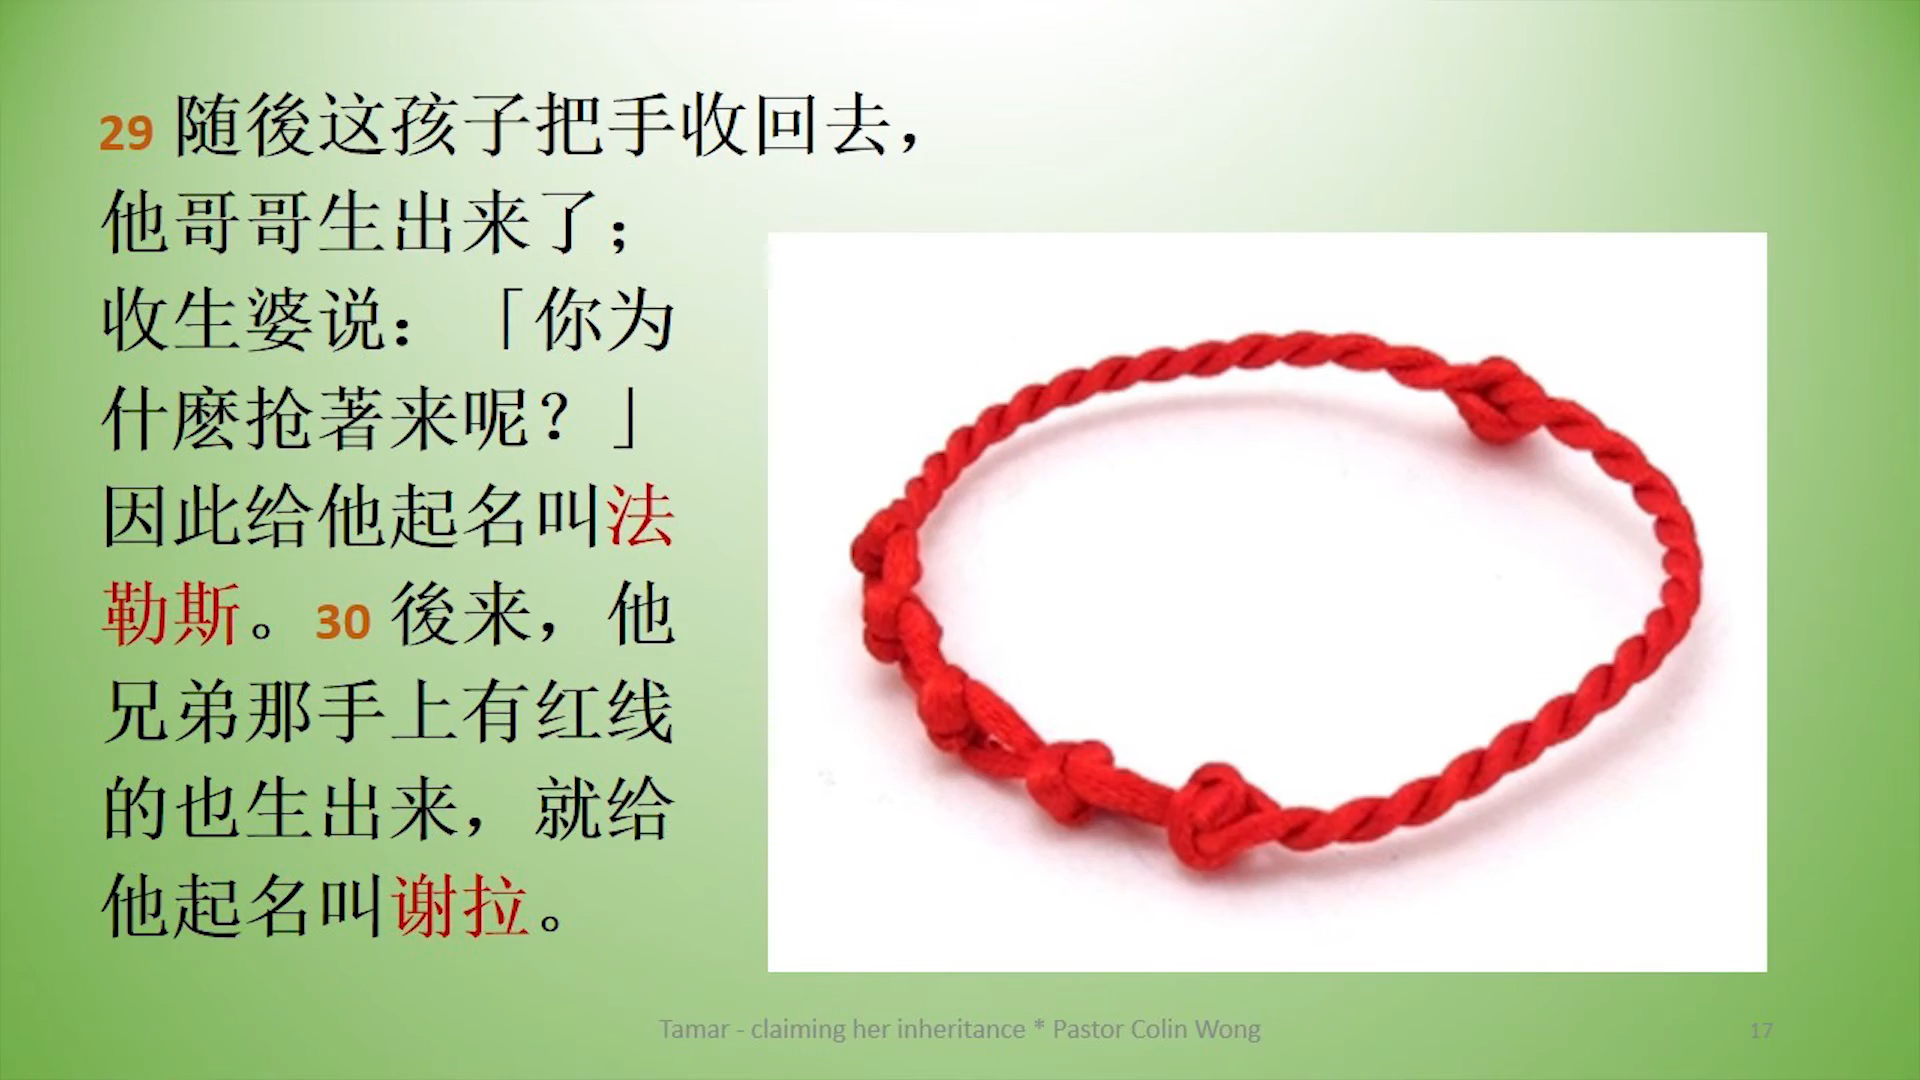 29 随後这孩子把手收回去，
他哥哥生出来了；
收生婆说：「你为
什麽抢著来呢？」
因此给他起名叫法
勒斯。30 後来，他
兄弟那手上有红线
的也生出来，就给
他起名叫谢拉。
Tamar - claiming her inheritance * Pastor Colin Wong
17